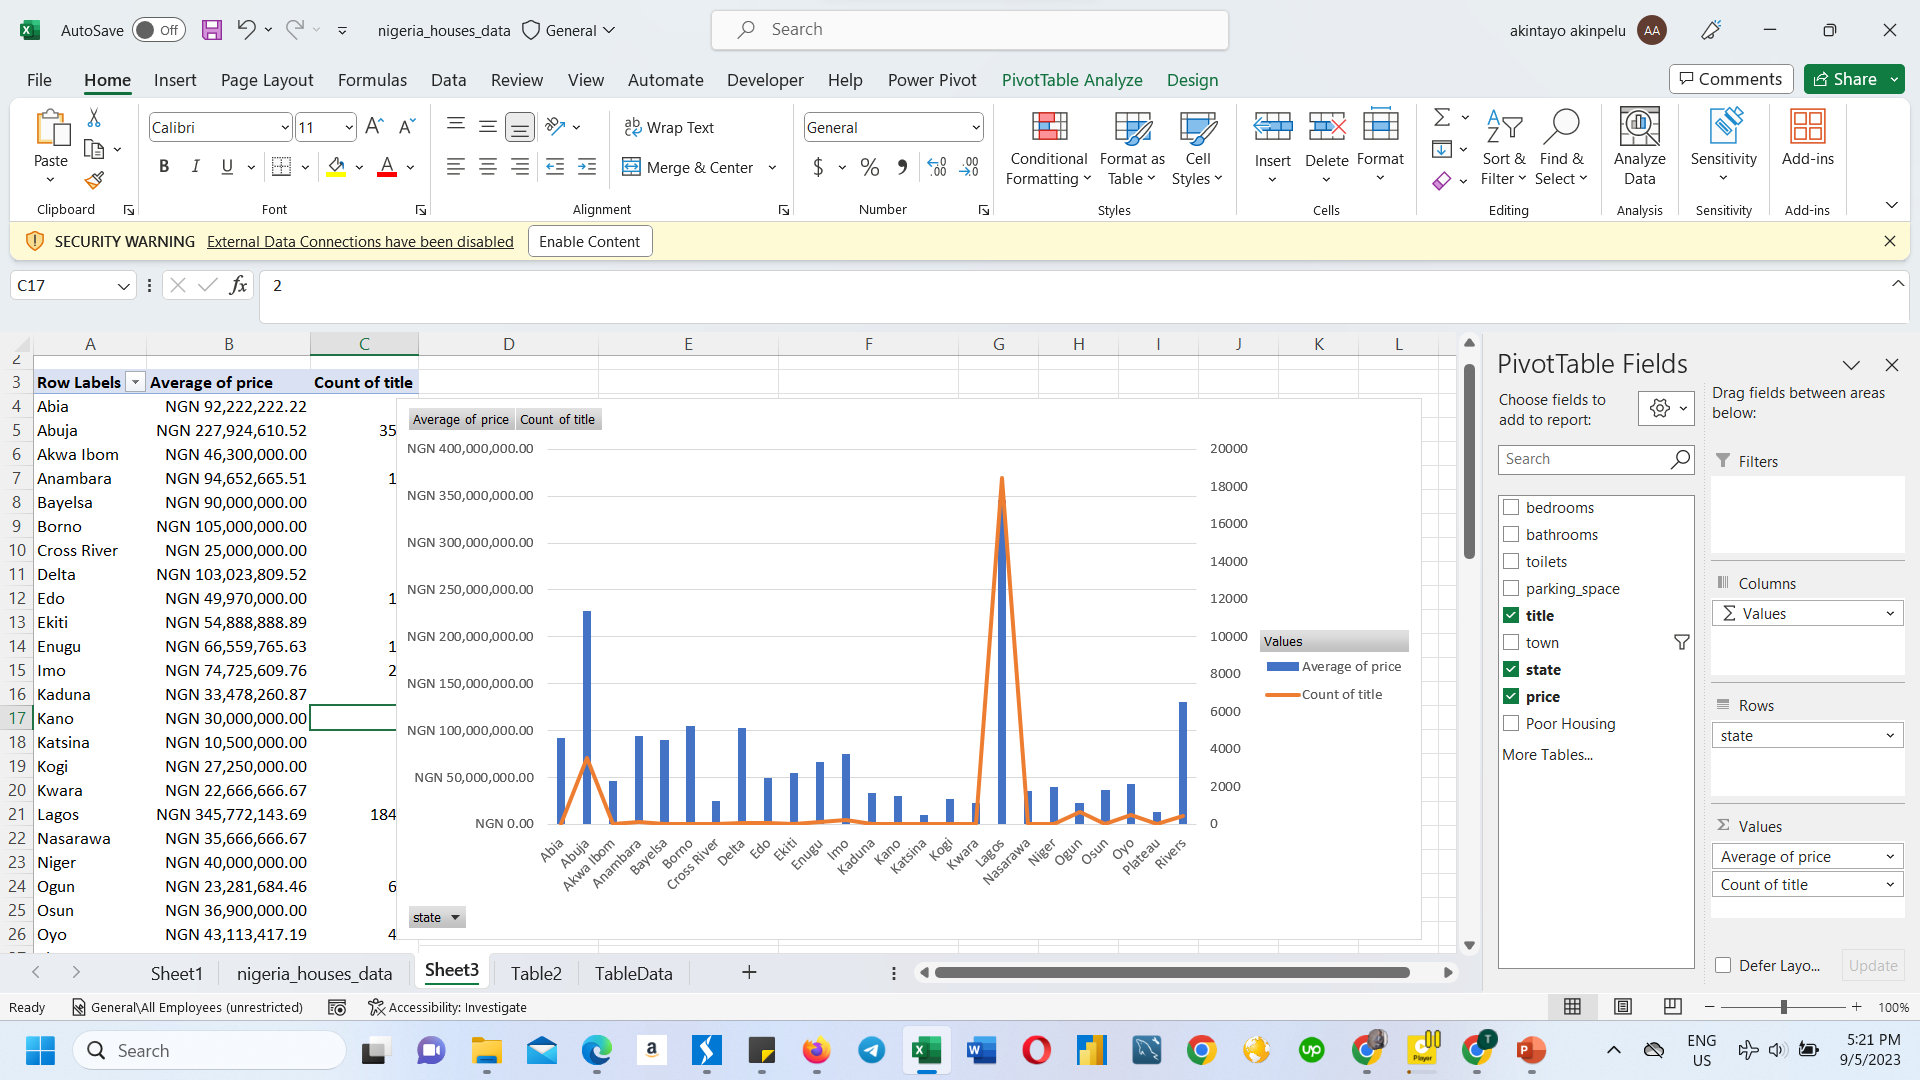 AutoSave Off nigeria_houses_data General Search akintayo akinpelu AA
File Home Insert Page Layout Formulas Data Review View Automate Developer Help Power Pivot PivotTable Analyze Design Comments Share
Paste Calibri 11 Wrap Text General Conditional Formatting Format as Table Cell Styles Insert Delete Format Sort & Filter Find & Select Analyze Data Sensitivity Add-ins
B I U A Merge & Center $ %
Clipboard Font Alignment Number Styles Cells Editing Analysis Sensitivity Add-ins
SECURITY WARNING External Data Connections have been disabled Enable Content
C17 fx 2
A B C D E F G H I J K L
2
3 Row Labels Average of price Count of title
4 Abia NGN 92,222,222.22
5 Abuja NGN 227,924,610.52 35
6 Akwa Ibom NGN 46,300,000.00
7 Anambara NGN 94,652,665.51 1
8 Bayelsa NGN 90,000,000.00
9 Borno NGN 105,000,000.00
10 Cross River NGN 25,000,000.00
11 Delta NGN 103,023,809.52
12 Edo NGN 49,970,000.00 1
13 Ekiti NGN 54,888,888.89
14 Enugu NGN 66,559,765.63 1
15 Imo NGN 74,725,609.76 2
16 Kaduna NGN 33,478,260.87
17 Kano NGN 30,000,000.00
18 Katsina NGN 10,500,000.00
19 Kogi NGN 27,250,000.00
20 Kwara NGN 22,666,666.67
21 Lagos NGN 345,772,143.69 184
22 Nasarawa NGN 35,666,666.67
23 Niger NGN 40,000,000.00
24 Ogun NGN 23,281,684.46 6
25 Osun NGN 36,900,000.00
26 Oyo NGN 43,113,417.19 4
Average of price Count of title
NGN 400,000,000.00
NGN 350,000,000.00
NGN 300,000,000.00
NGN 250,000,000.00
NGN 200,000,000.00
NGN 150,000,000.00
NGN 100,000,000.00
NGN 50,000,000.00
NGN 0.00
20000
18000
16000
14000
12000
10000
8000
6000
4000
2000
0
Abia Abuja Akwa Ibom Anambara Bayelsa Borno Cross River Delta Edo Ekiti Enugu Imo Kaduna Kano Katsina Kogi Kwara Lagos Nasarawa Niger Ogun Osun Oyo Plateau Rivers
Values
Average of price
Count of title
state
PivotTable Fields
Choose fields to
add to report:
Search
bedrooms
bathrooms
toilets
parking_space
title
town
state
price
Poor Housing
More Tables...
Drag fields between areas
below:
Filters
Columns
Σ Values
Rows
state
Σ Values
Average of price
Count of title
Defer Layo... Update
Sheet1 nigeria_houses_data Sheet3 Table2 TableData
Ready General\All Employees (unrestricted) Accessibility: Investigate 100%
Search ENG
US
5:21 PM
9/5/2023